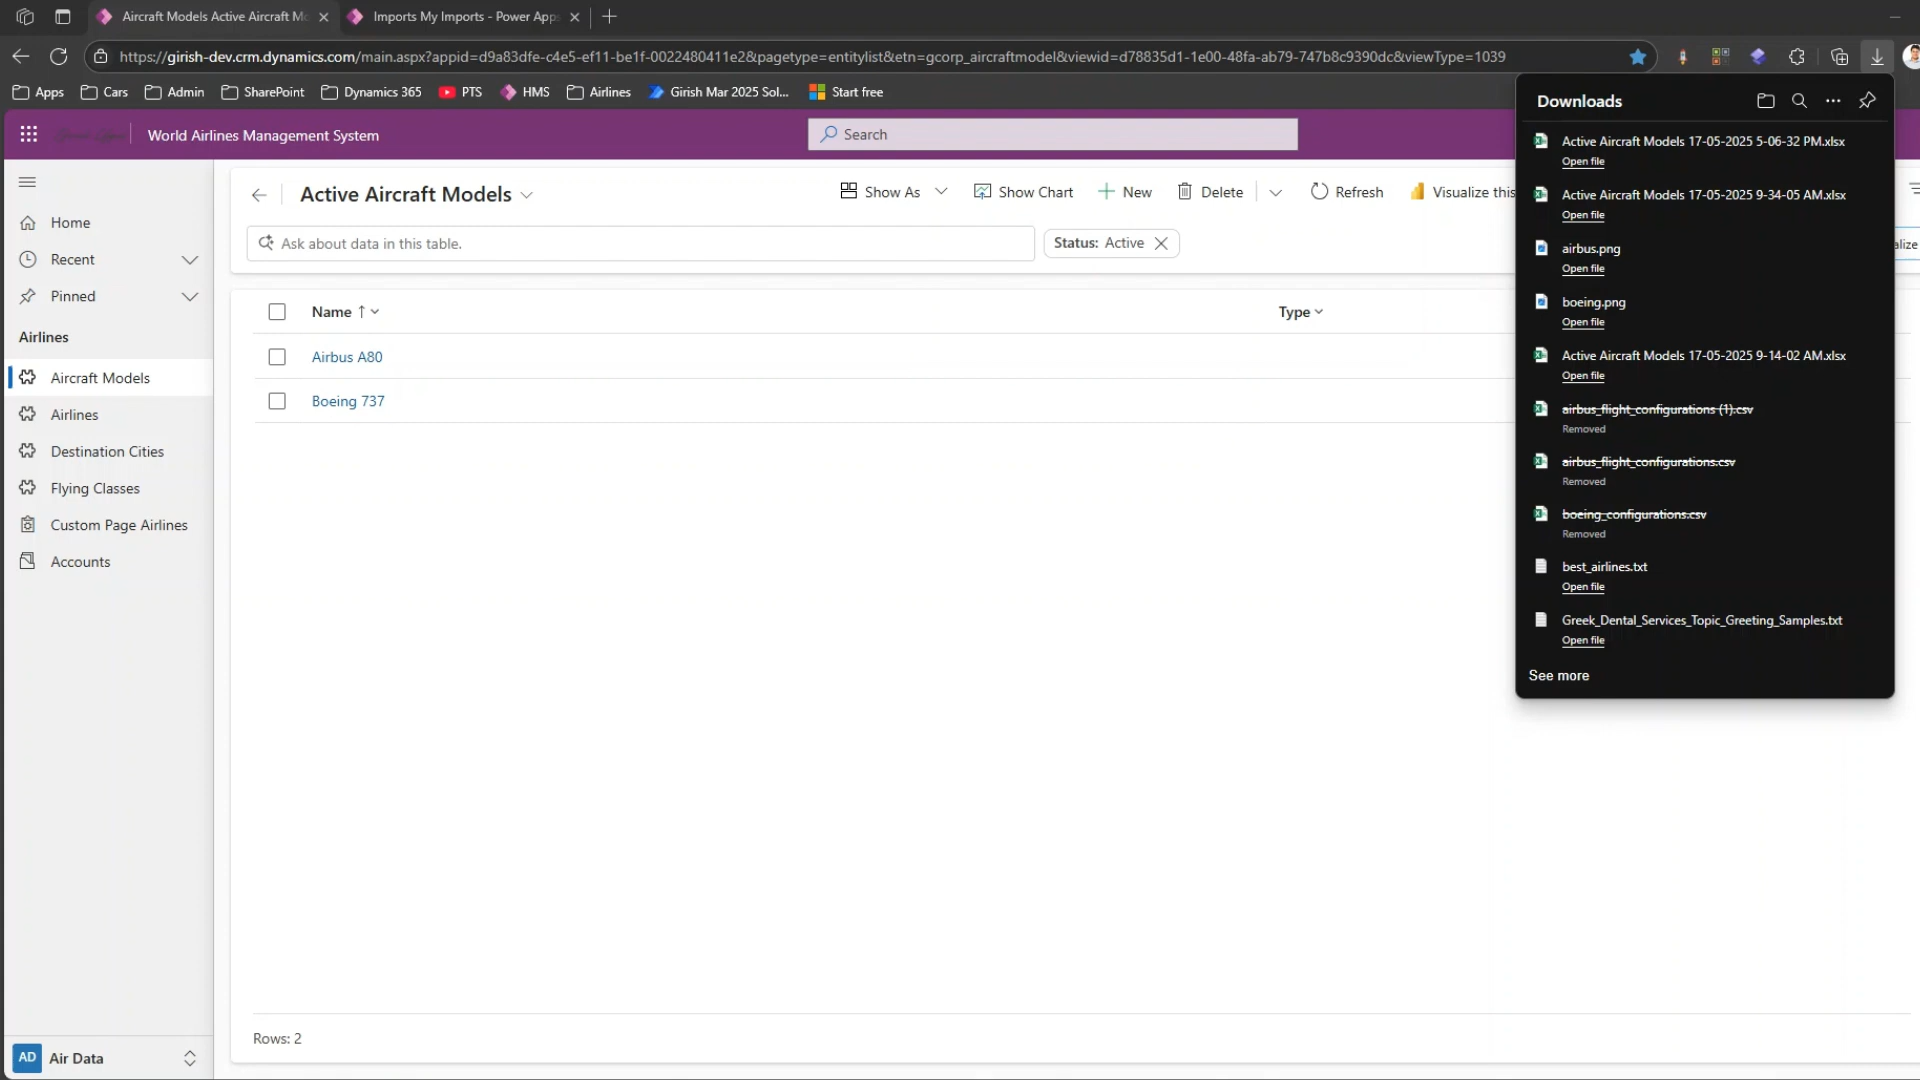 Aircraft Models Active Aircraft Mo
Imports My Imports - Power Apps
https://girish-dev.crm.dynamics.com/main.aspx?appid=d9a83dfe-c4e5-ef11-be1f-0022480411e2&pagetype=entitylist&etn=gcorp_aircraftmodel&viewid=d78835d1-1e00-48fa-ab79-747b8c9390dc&viewType=1039
Apps
Cars
Admin
SharePoint
Dynamics 365
PTS
HMS
Airlines
Girish Mar 2025 Sol...
Start free
World Airlines Management System
Search
Home
Recent
Pinned
Airlines
Aircraft Models
Airlines
Destination Cities
Flying Classes
Custom Page Airlines
Accounts
AD Air Data
Active Aircraft Models
Show As
Show Chart
New
Delete
Refresh
Visualize this
Ask about data in this table.
Status: Active
alize
Name
Type
Airbus A80
Boeing 737
Rows: 2
Downloads
Active Aircraft Models 17-05-2025 5-06-32 PM.xlsx
Open file
Active Aircraft Models 17-05-2025 9-34-05 AM.xlsx
Open file
airbus.png
Open file
boeing.png
Open file
Active Aircraft Models 17-05-2025 9-14-02 AM.xlsx
Open file
airbus_flight_configurations (1).csv
Removed
airbus_flight_configurations.csv
Removed
boeing_configurations.csv
Removed
best_airlines.txt
Open file
Greek_Dental_Services_Topic_Greeting_Samples.txt
Open file
See more